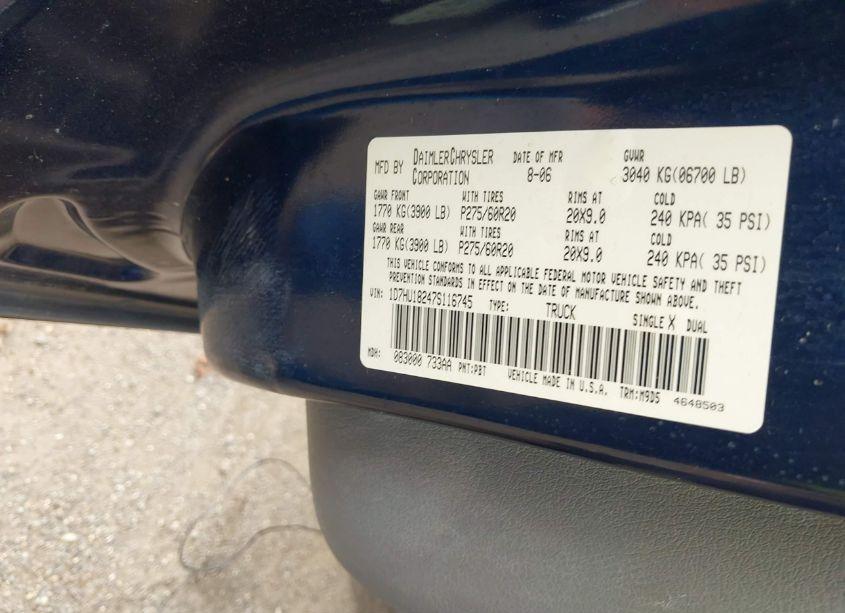 MFD BY DAIMLERCHRYSLER CORPORATION DATE OF MFR 8-06 GVWR 3040 KG(06700 LB)
GAWR FRONT WITH TIRES RIMS AT COLD
1770 KG(3900 LB) P275/60R20 20X9.0 240 KPA( 35 PSI)
GAWR REAR WITH TIRES RIMS AT COLD
1770 KG(3900 LB) P275/60R20 20X9.0 240 KPA( 35 PSI)
THIS VEHICLE CONFORMS TO ALL APPLICABLE FEDERAL MOTOR VEHICLE SAFETY AND THEFT
PREVENTION STANDARDS IN EFFECT ON THE DATE OF MANUFACTURE SHOWN ABOVE.
VIN: 1D7HU18247S116745 TYPE: TRUCK SINGLE X DUAL
MDH: 083000 733AA PNT:PBT VEHICLE MADE IN U.S.A. TRM:M9D5 4648503